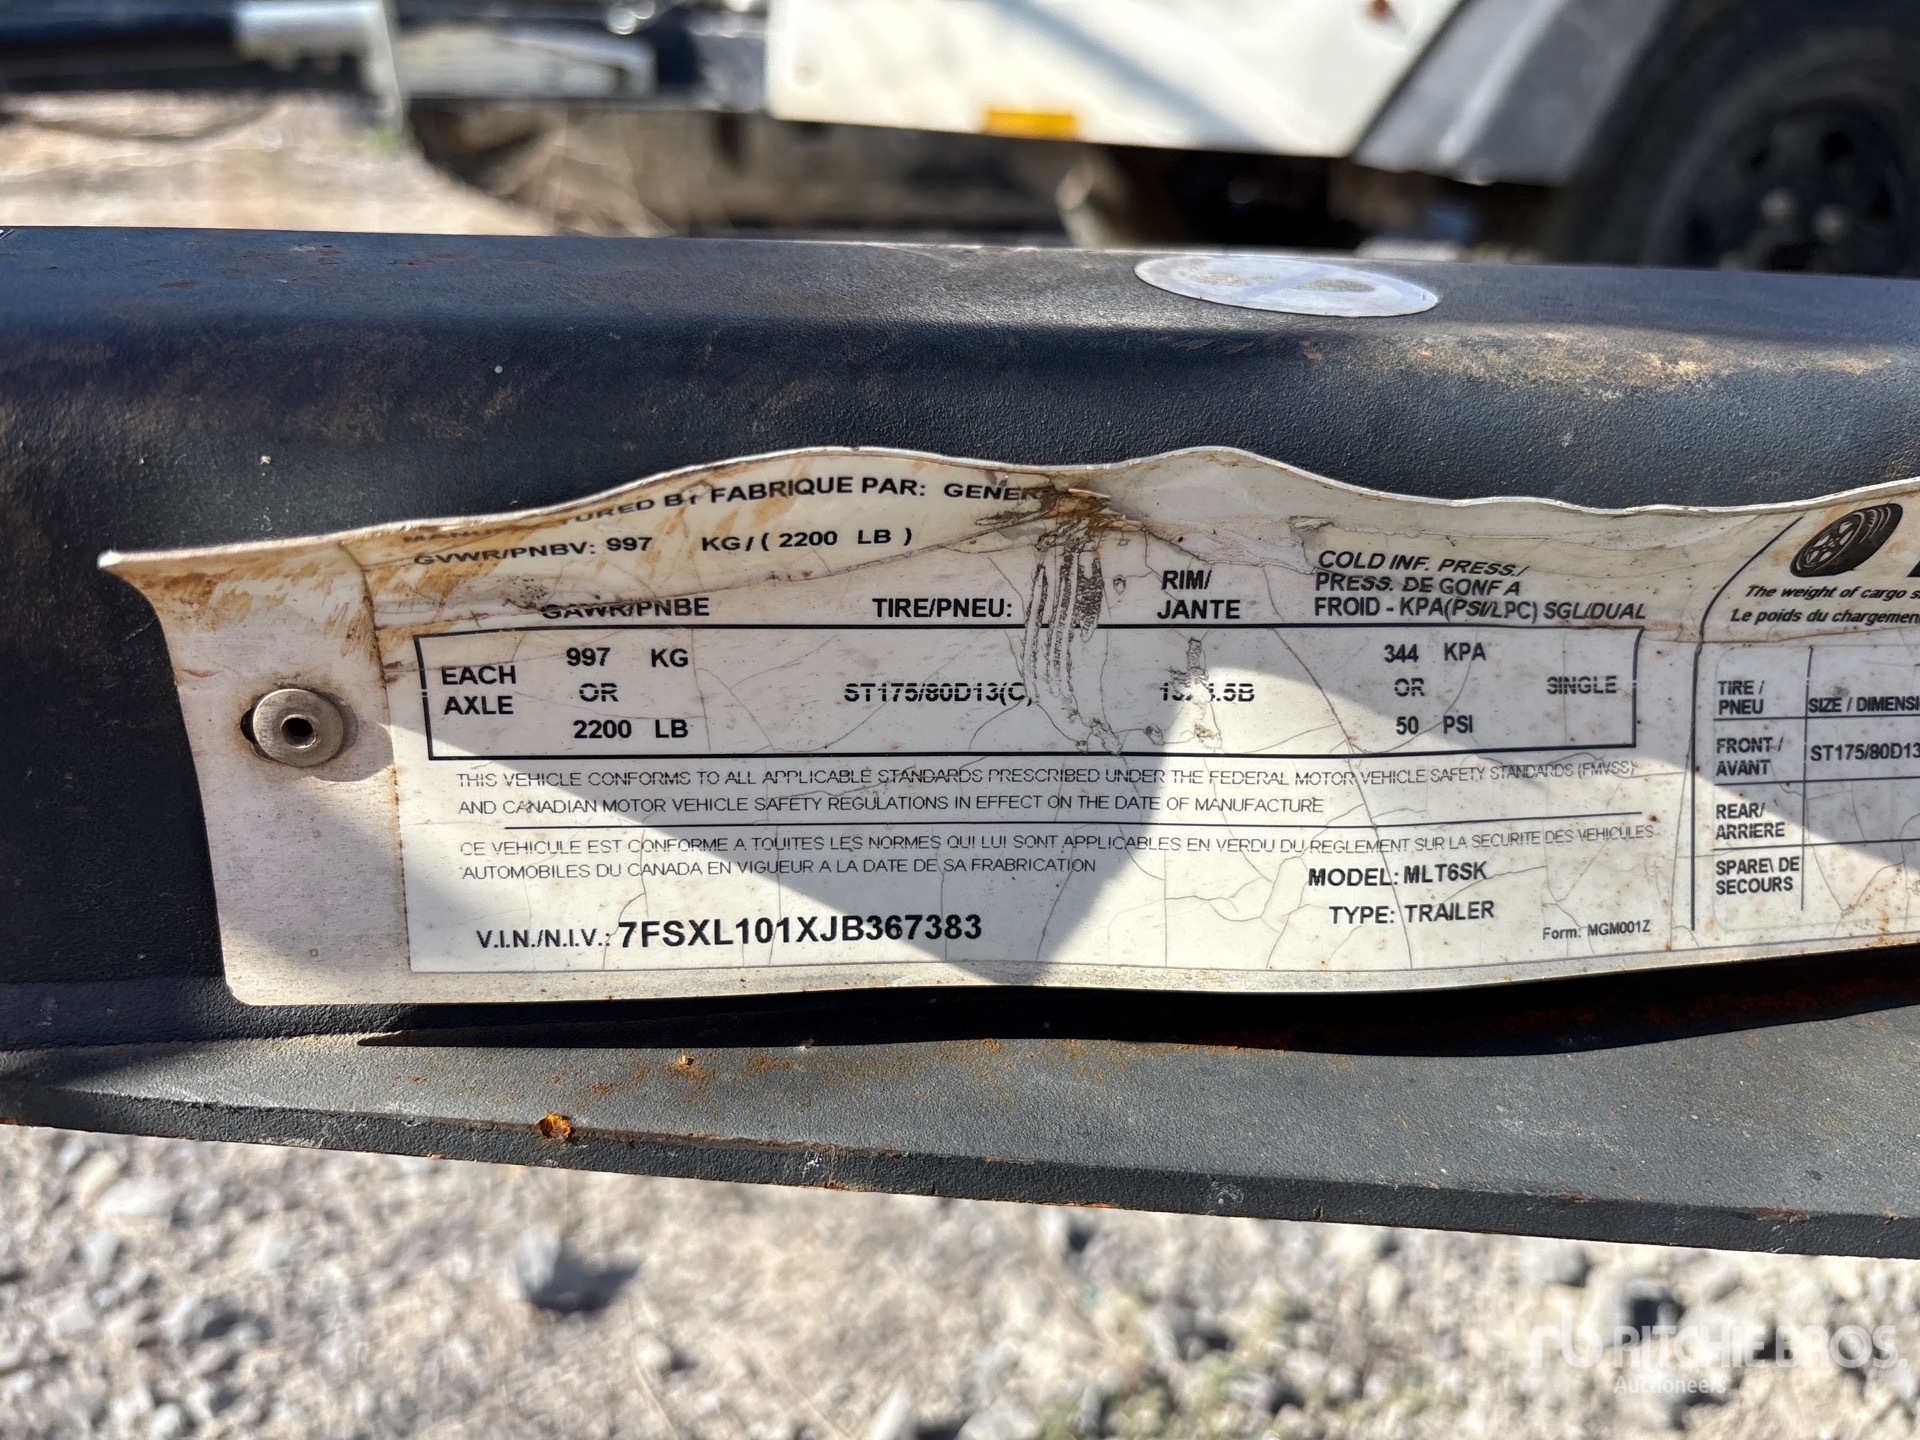 MANUFACTURED BY FABRIQUE PAR: GENER
GVWR/PNBV: 997 KG/ ( 2200 LB )
GAWR/PNBE TIRE/PNEU: RIM/ JANTE COLD INF. PRESS./ PRESS. DE GONF A FROID - KPA(PSI/LPC) SGL/DUAL
EACH AXLE 997 KG OR 2200 LB ST175/80D13(C) 344 KPA OR 50 PSI SINGLE
THIS VEHICLE CONFORMS TO ALL APPLICABLE STANDARDS PRESCRIBED UNDER THE FEDERAL MOTOR VEHICLE SAFETY STANDARDS (FMVSS)
AND CANADIAN MOTOR VEHICLE SAFETY REGULATIONS IN EFFECT ON THE DATE OF MANUFACTURE
CE VEHICULE EST CONFORME A TOUITES LES NORMES QUI LUI SONT APPLICABLES EN VERDU DU REGLEMENT SUR LA SECURITE DES VEHICULES
AUTOMOBILES DU CANADA EN VIGUEUR A LA DATE DE SA FRABRICATION
MODEL: MLT6SK
TYPE: TRAILER
V.I.N./N.I.V.: 7FSXL101XJB367383
Form: MGM001Z
The weight of cargo s
Le poids du chargemen
TIRE / PNEU SIZE / DIMENSI
FRONT / AVANT ST175/80D13
REAR/ ARRIERE
SPARE\ DE SECOURS
rb RITCHIE BROS.
Auctioneers